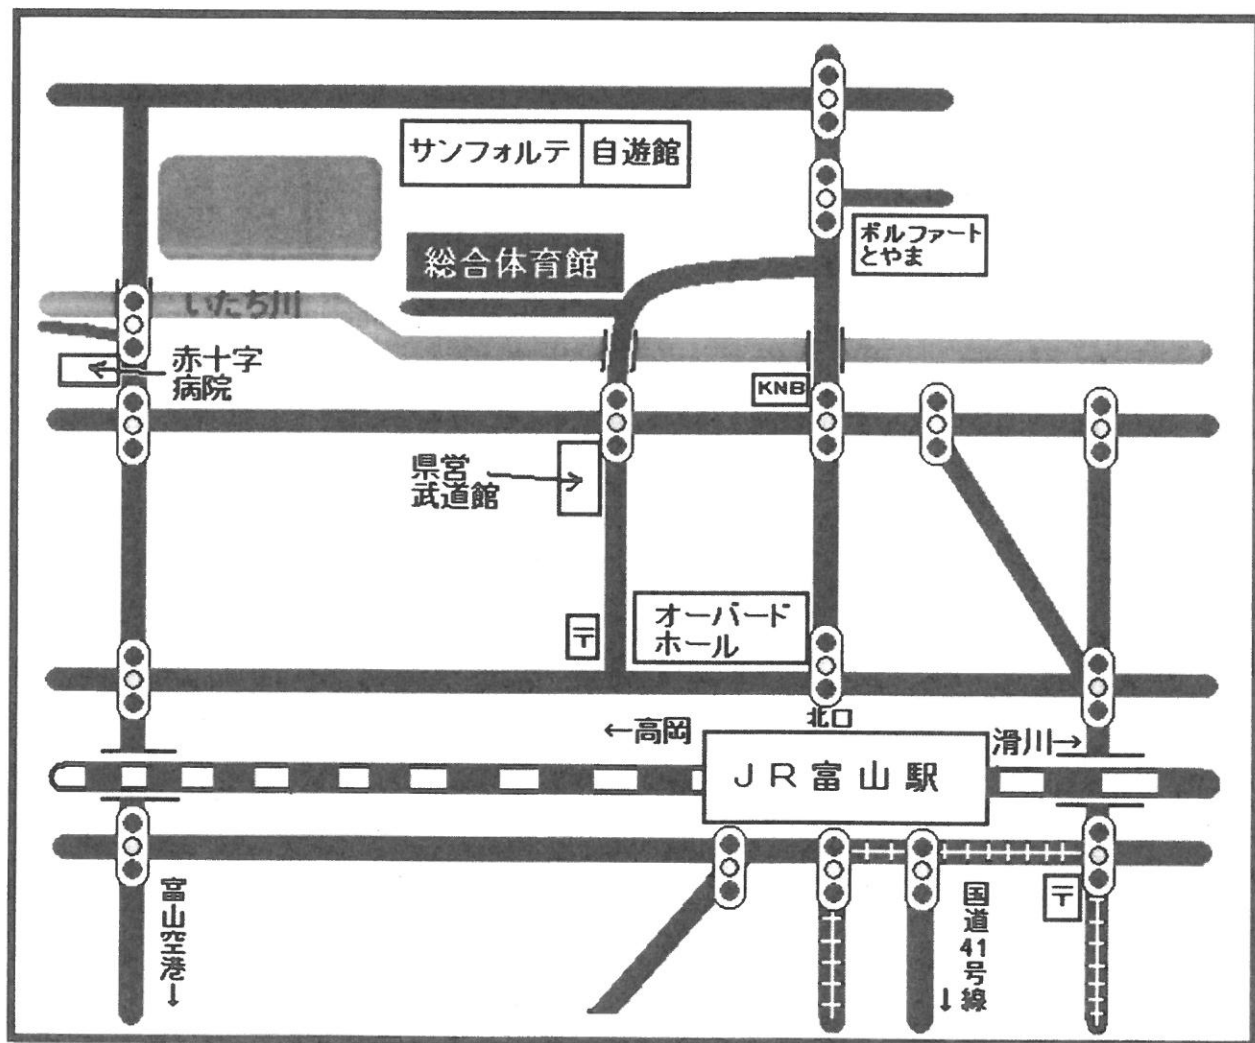 サンフォルテ
自遊館
ボルファート
とやま
総合体育館
いたち川
赤十字
病院
KNB
県営
武道館
オーバード
ホール
〒
北口
←高岡
滑川→
JR富山駅
富山空港↓
国道41号線↓
〒